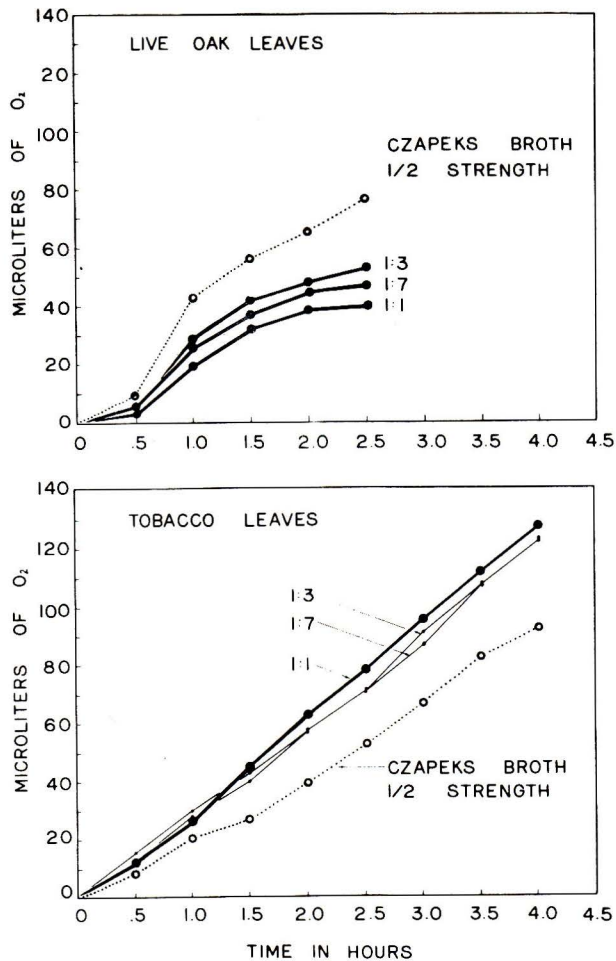 140
LIVE OAK LEAVES
20
100
80
60
40
20
0
MICROLITERS OF O₂
CZAPEKS BROTH
1/2 STRENGTH
1:3
1:7
1:1
0 .5 1.0 1.5 2.0 2.5 3.0 3.5 4.0 4.5
140
TOBACCO LEAVES
120
100
80
60
40
20
0
MICROLITERS OF O₂
1:3
1:7
1:1
CZAPEKS BROTH
1/2 STRENGTH
0 .5 1.0 1.5 2.0 2.5 3.0 3.5 4.0 4.5
TIME IN HOURS